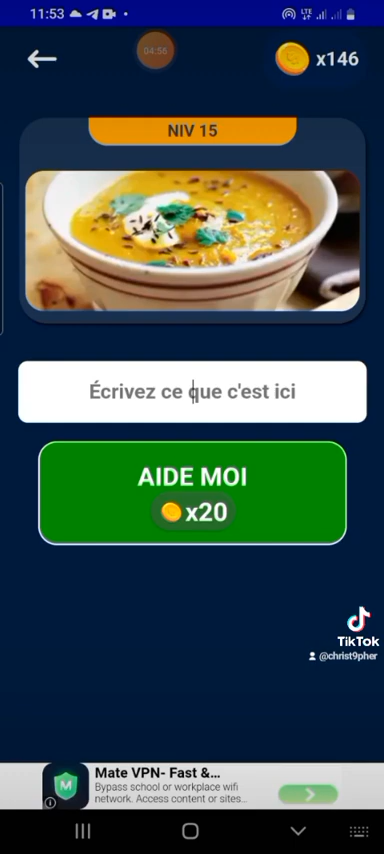 11:53
04:56
LTE
x146
NIV 15
Écrivez ce que c'est ici
AIDE MOI
x20
TikTok
@christ9pher
Mate VPN- Fast &...
Bypass school or workplace wifi
network. Access content or sites...